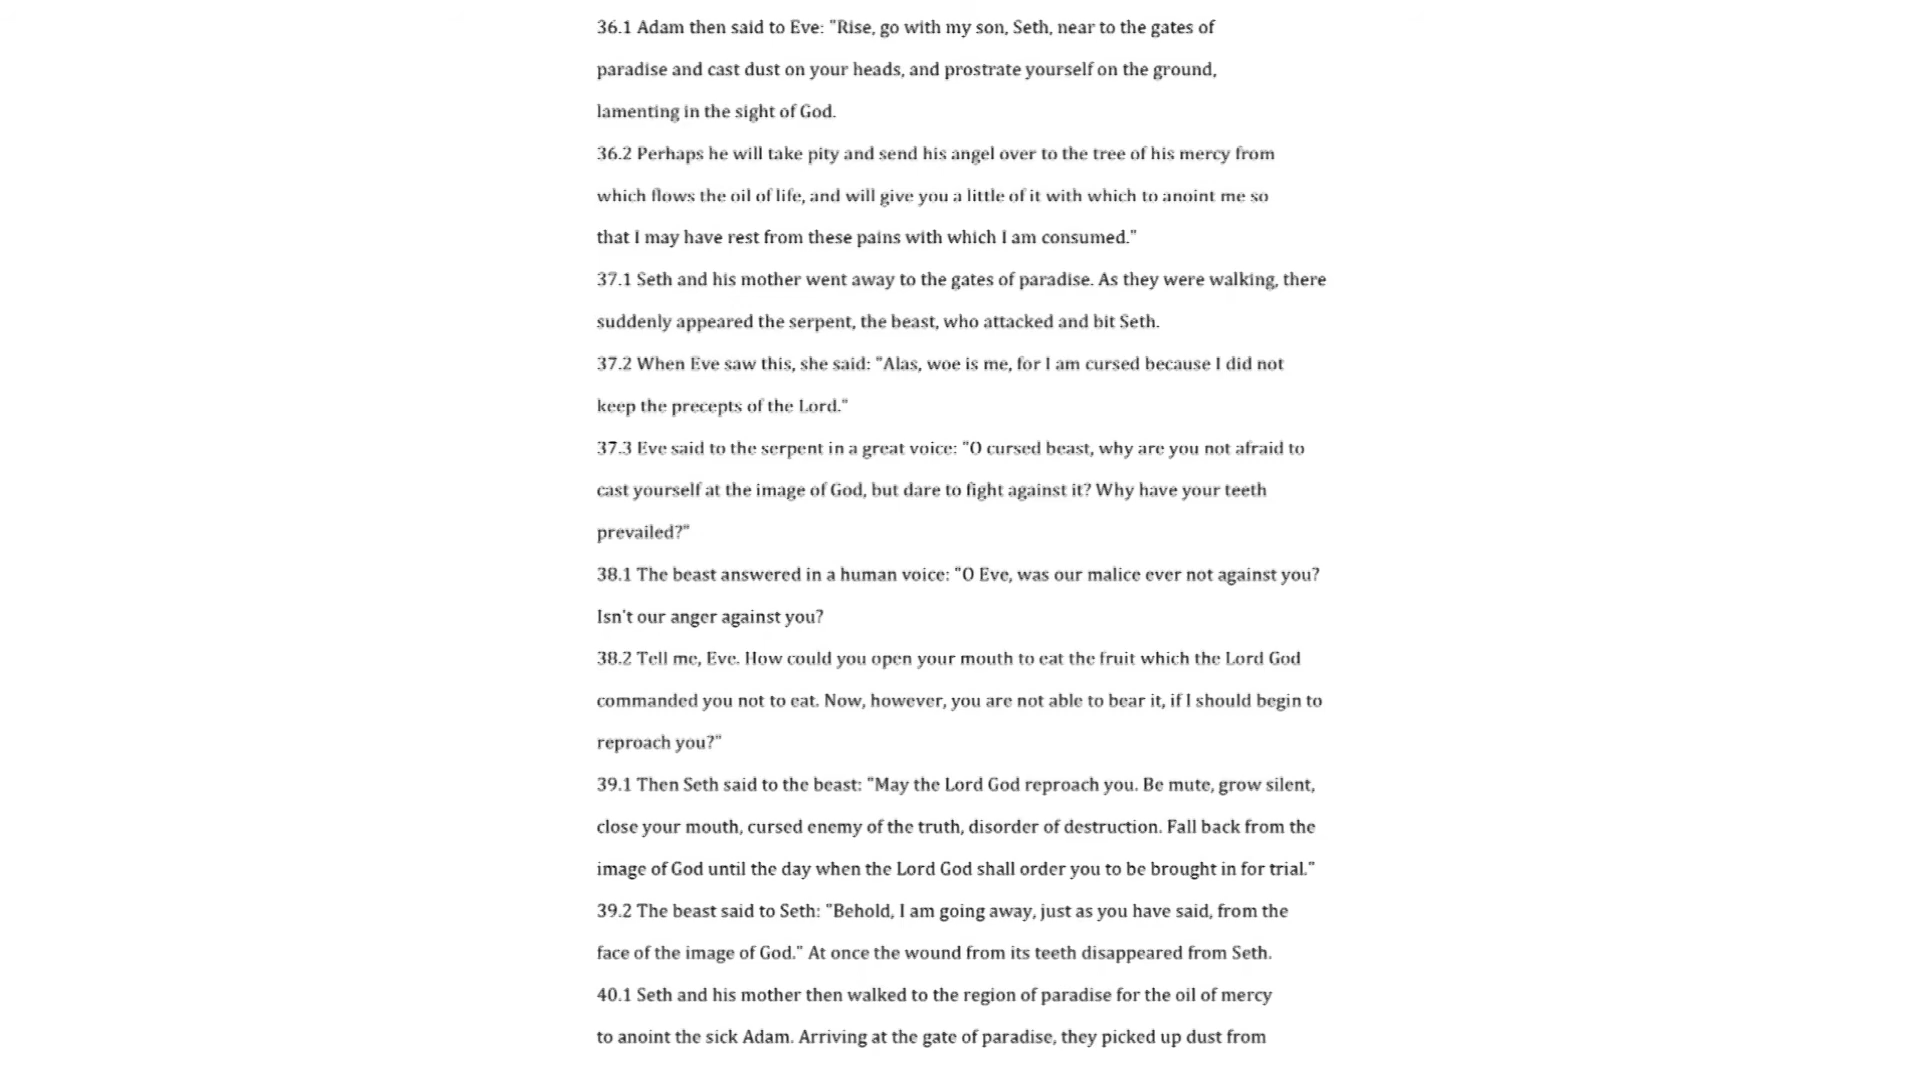 36.1 Adam then said to Eve: "Rise, go with my son, Seth, near to the gates of
paradise and cast dust on your heads, and prostrate yourself on the ground,
lamenting in the sight of God.
36.2 Perhaps he will take pity and send his angel over to the tree of his mercy from
which flows the oil of life, and will give you a little of it with which to anoint me so
that I may have rest from these pains with which I am consumed."
37.1 Seth and his mother went away to the gates of paradise. As they were walking, there
suddenly appeared the serpent, the beast, who attacked and bit Seth.
37.2 When Eve saw this, she said: "Alas, woe is me, for I am cursed because I did not
keep the precepts of the Lord."
37.3 Eve said to the serpent in a great voice: "O cursed beast, why are you not afraid to
cast yourself at the image of God, but dare to fight against it? Why have your teeth
prevailed?"
38.1 The beast answered in a human voice: "O Eve, was our malice ever not against you?
Isn't our anger against you?
38.2 Tell me, Eve. How could you open your mouth to eat the fruit which the Lord God
commanded you not to eat. Now, however, you are not able to bear it, if I should begin to
reproach you?"
39.1 Then Seth said to the beast: "May the Lord God reproach you. Be mute, grow silent,
close your mouth, cursed enemy of the truth, disorder of destruction. Fall back from the
image of God until the day when the Lord God shall order you to be brought in for trial."
39.2 The beast said to Seth: "Behold, I am going away, just as you have said, from the
face of the image of God." At once the wound from its teeth disappeared from Seth.
40.1 Seth and his mother then walked to the region of paradise for the oil of mercy
to anoint the sick Adam. Arriving at the gate of paradise, they picked up dust from